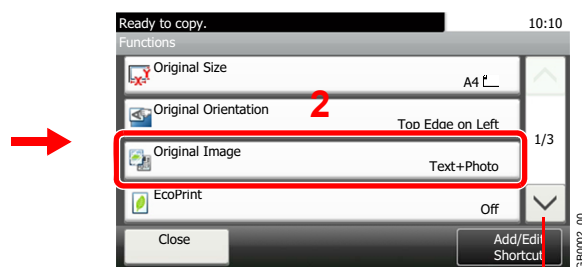 Ready to copy. 10:10
Functions
Original Size
A4
Original Orientation
2
Top Edge on Left
1/3
Original Image
Text+Photo
EcoPrint
Off
Close
Add/Edit
Shortcut